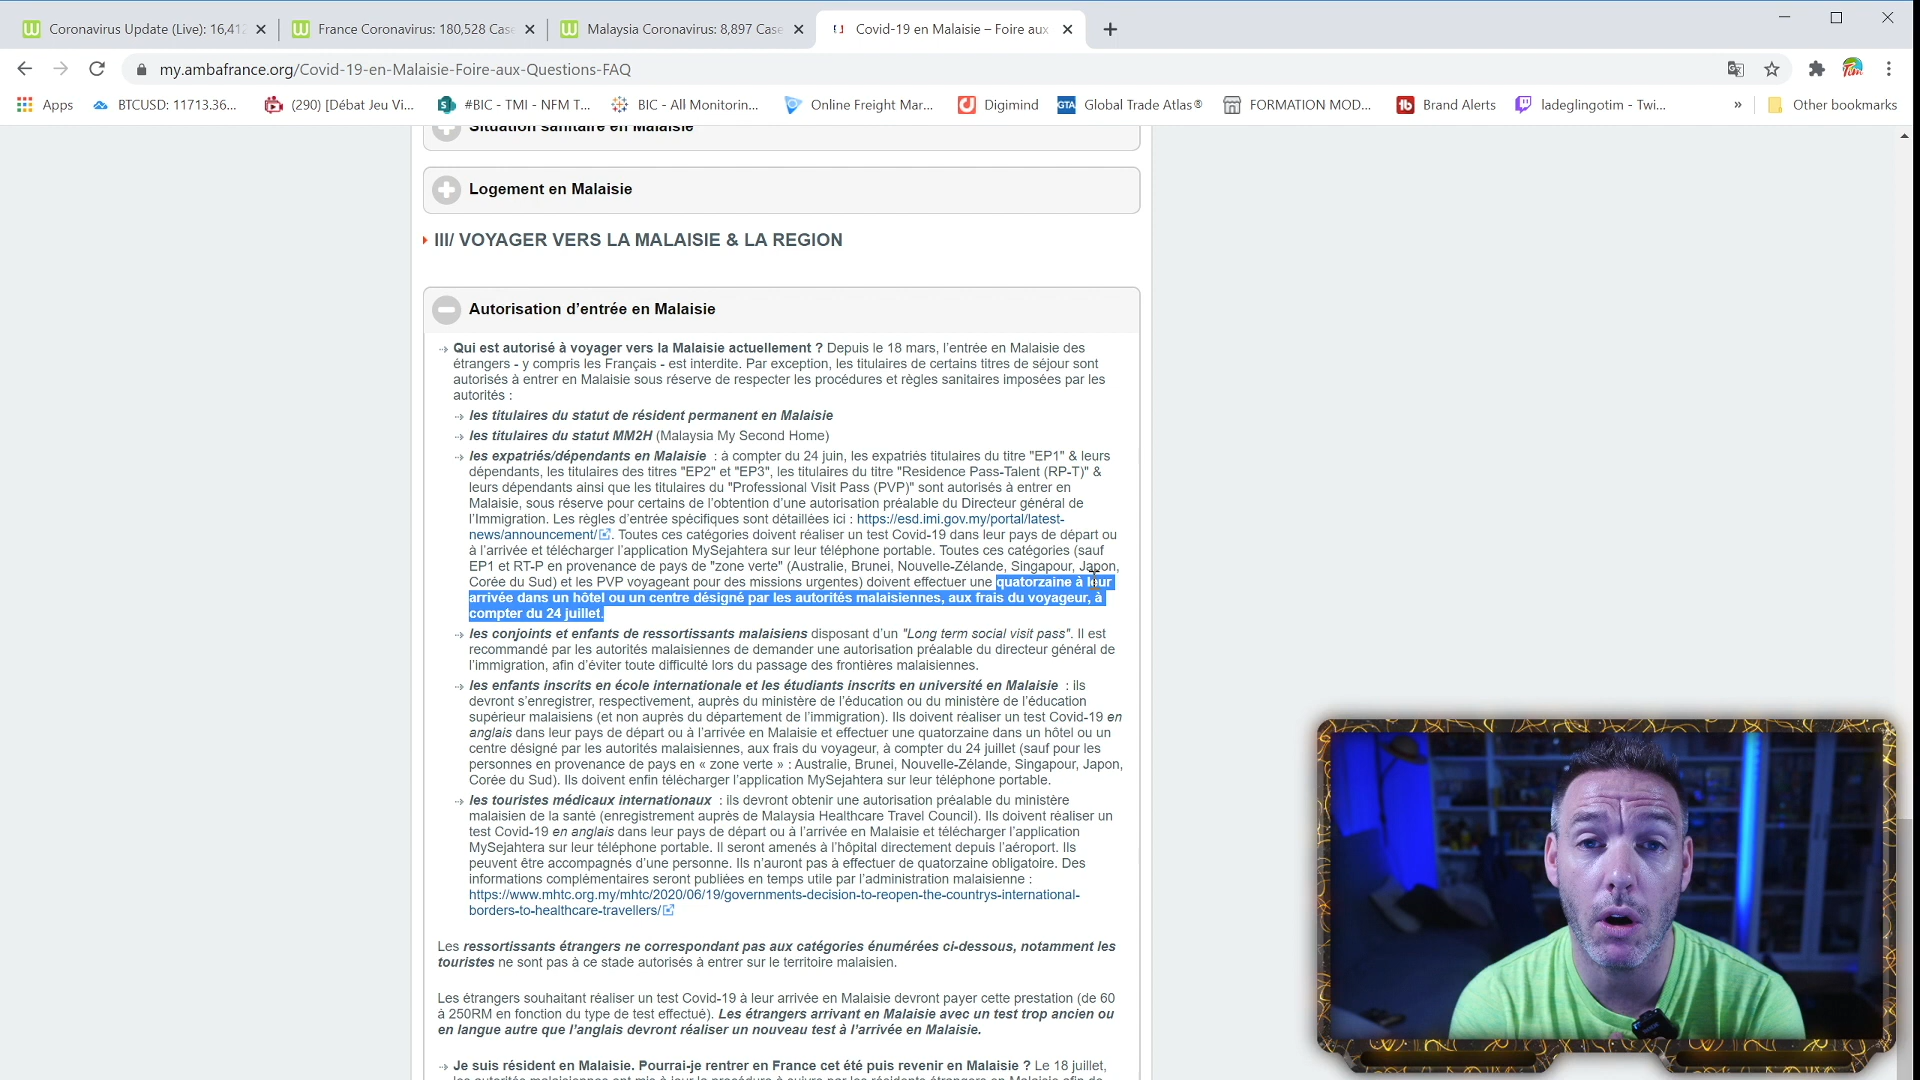 Coronavirus Update (Live): 16,412
France Coronavirus: 180,528 Case
Malaysia Coronavirus: 8,897 Case
Covid-19 en Malaisie – Foire aux
my.ambafrance.org/Covid-19-en-Malaisie-Foire-aux-Questions-FAQ
Apps
BTCUSD: 11713.36...
(290) [Débat Jeu Vi...
#BIC - TMI - NFM T...
BIC - All Monitorin...
Online Freight Mar...
Digimind
GTA
Global Trade Atlas®
FORMATION MOD...
Brand Alerts
ladeglingotim - Twi...
»
Other bookmarks
Situation sanitaire en Malaisie
Logement en Malaisie
III/ VOYAGER VERS LA MALAISIE & LA REGION
Autorisation d’entrée en Malaisie
Qui est autorisé à voyager vers la Malaisie actuellement ? Depuis le 18 mars, l’entrée en Malaisie des
étrangers - y compris les Français - est interdite. Par exception, les titulaires de certains titres de séjour sont
autorisés à entrer en Malaisie sous réserve de respecter les procédures et règles sanitaires imposées par les
autorités :
les titulaires du statut de résident permanent en Malaisie
les titulaires du statut MM2H (Malaysia My Second Home)
les expatriés/dépendants en Malaisie : à compter du 24 juin, les expatriés titulaires du titre "EP1" & leurs
dépendants, les titulaires des titres "EP2" et "EP3", les titulaires du titre "Residence Pass-Talent (RP-T)" &
leurs dépendants ainsi que les titulaires du "Professional Visit Pass (PVP)" sont autorisés à entrer en
Malaisie, sous réserve pour certains de l’obtention d’une autorisation préalable du Directeur général de
l’Immigration. Les règles d’entrée spécifiques sont détaillées ici : https://esd.imi.gov.my/portal/latest-
news/announcement/. Toutes ces catégories doivent réaliser un test Covid-19 dans leur pays de départ ou
à l’arrivée et télécharger l’application MySejahtera sur leur téléphone portable. Toutes ces catégories (sauf
EP1 et RT-P en provenance de pays de "zone verte" (Australie, Brunei, Nouvelle-Zélande, Singapour, Japon,
Corée du Sud) et les PVP voyageant pour des missions urgentes) doivent effectuer une quatorzaine à leur
arrivée dans un hôtel ou un centre désigné par les autorités malaisiennes, aux frais du voyageur, à
compter du 24 juillet.
les conjoints et enfants de ressortissants malaisiens disposant d’un "Long term social visit pass". Il est
recommandé par les autorités malaisiennes de demander une autorisation préalable du directeur général de
l’immigration, afin d’éviter toute difficulté lors du passage des frontières malaisiennes.
les enfants inscrits en école internationale et les étudiants inscrits en université en Malaisie : ils
devront s’enregistrer, respectivement, auprès du ministère de l’éducation ou du ministère de l’éducation
supérieur malaisiens (et non auprès du département de l’immigration). Ils doivent réaliser un test Covid-19 en
anglais dans leur pays de départ ou à l’arrivée en Malaisie et effectuer une quatorzaine dans un hôtel ou un
centre désigné par les autorités malaisiennes, aux frais du voyageur, à compter du 24 juillet (sauf pour les
personnes en provenance de pays en « zone verte » : Australie, Brunei, Nouvelle-Zélande, Singapour, Japon,
Corée du Sud). Ils doivent enfin télécharger l’application MySejahtera sur leur téléphone portable.
les touristes médicaux internationaux : ils devront obtenir une autorisation préalable du ministère
malaisien de la santé (enregistrement auprès de Malaysia Healthcare Travel Council). Ils doivent réaliser un
test Covid-19 en anglais dans leur pays de départ ou à l’arrivée en Malaisie et télécharger l’application
MySejahtera sur leur téléphone portable. Il seront amenés à l’hôpital directement depuis l’aéroport. Ils
peuvent être accompagnés d’une personne. Ils n’auront pas à effectuer de quatorzaine obligatoire. Des
informations complémentaires seront publiées en temps utile par l’administration malaisienne :
https://www.mhtc.org.my/mhtc/2020/06/19/governments-decision-to-reopen-the-countrys-international-
borders-to-healthcare-travellers/
Les ressortissants étrangers ne correspondant pas aux catégories énumérées ci-dessous, notamment les
touristes ne sont pas à ce stade autorisés à entrer sur le territoire malaisien.
Les étrangers souhaitant réaliser un test Covid-19 à leur arrivée en Malaisie devront payer cette prestation (de 60
à 250RM en fonction du type de test effectué). Les étrangers arrivant en Malaisie avec un test trop ancien ou
en langue autre que l’anglais devront réaliser un nouveau test à l’arrivée en Malaisie.
Je suis résident en Malaisie. Pourrai-je rentrer en France cet été puis revenir en Malaisie ? Le 18 juillet,